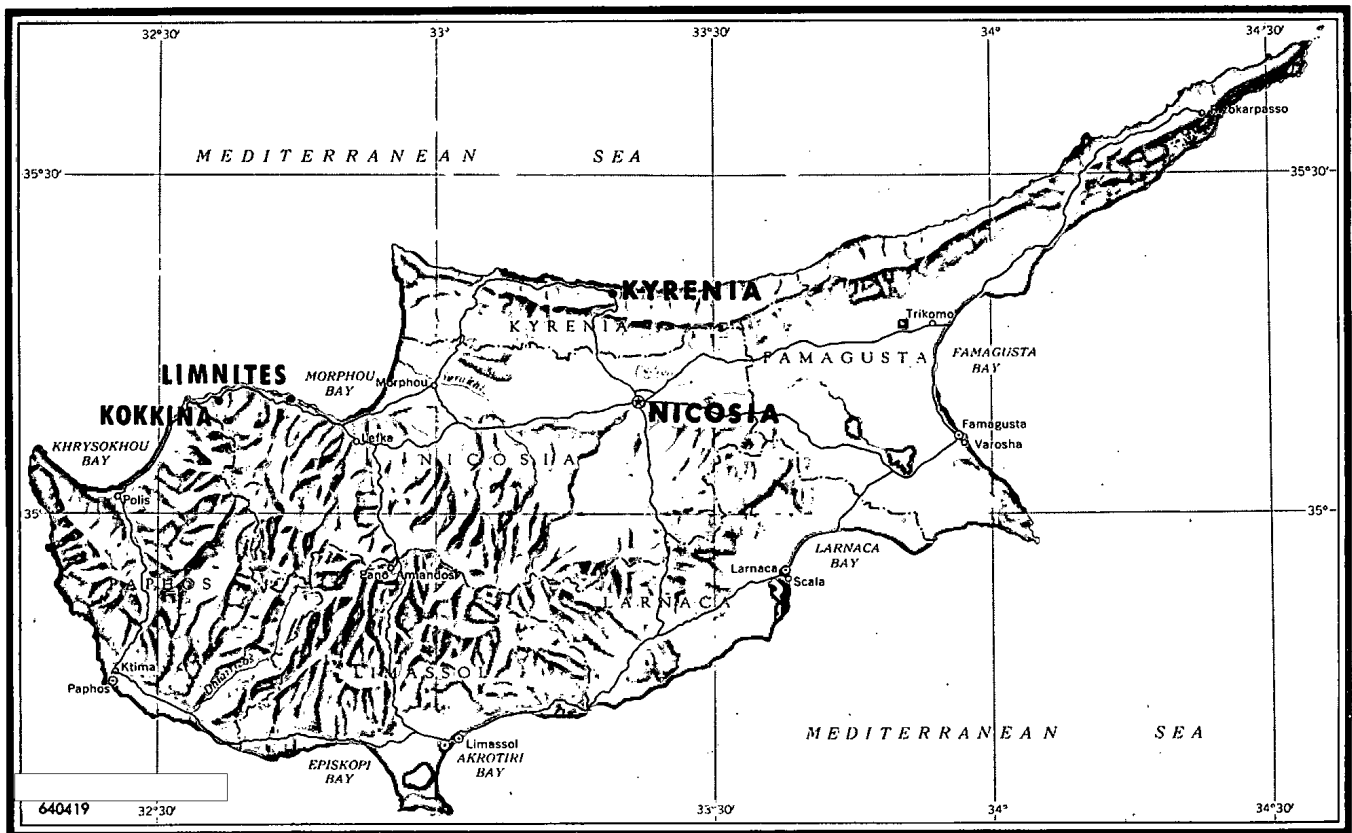 32°30'
33°
33°30'
34°
34°30'
Rizokarpasso
MEDITERRANEAN SEA
35°30'
35°30'
KYRENIA
KYRENIA
Trikomo
FAMAGUSTA
FAMAGUSTA
BAY
LIMNITES
MORPHOU
BAY
Morphou
KOKKINA
NICOSIA
Famagusta
Varosha
KHRYSOKHOU
BAY
Lefka
NICOSIA
Polis
35°
35°
LARNACA
BAY
Larnaca
Scala
Pano Amandos
PAPHOS
LARNACA
Ktima
Paphos
LIMASSOL
MEDITERRANEAN SEA
Limassol
AKROTIRI
BAY
EPISKOPI
BAY
640419
32°30'
33°30'
34°
34°30'